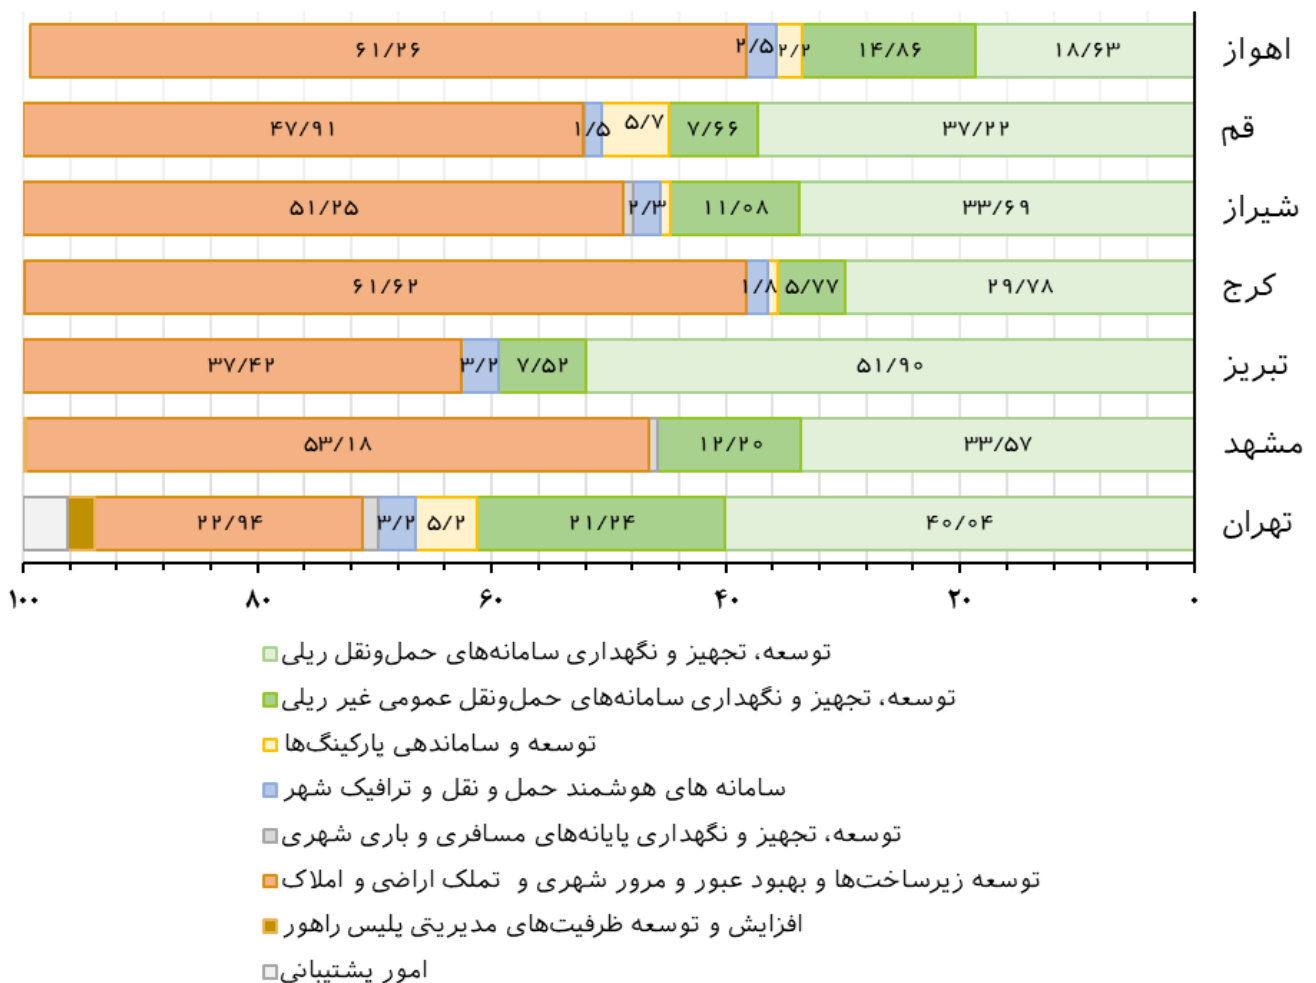 اهواز ۱۸/۶۳ ۱۴/۸۶ ۲/۲ ۲/۵ ۶۱/۲۶
قم ۳۷/۲۲ ۷/۶۶ ۵/۷ ۱/۵ ۴۷/۹۱
شیراز ۳۳/۶۹ ۱۱/۰۸ ۲/۳ ۵۱/۲۵
کرج ۲۹/۷۸ ۵/۷۷ ۱/۸ ۶۱/۶۲
تبریز ۵۱/۹۰ ۷/۵۲ ۳/۲ ۳۷/۴۲
مشهد ۳۳/۵۷ ۱۲/۲۰ ۵۳/۱۸
تهران ۴۰/۰۴ ۲۱/۲۴ ۵/۲ ۳/۲ ۲۲/۹۴
۰ ۲۰ ۴۰ ۶۰ ۸۰ ۱۰۰
توسعه، تجهیز و نگهداری سامانه‌های حمل‌ونقل ریلی
توسعه، تجهیز و نگهداری سامانه‌های حمل‌ونقل عمومی غیر ریلی
توسعه و ساماندهی پارکینگ‌ها
سامانه های هوشمند حمل و نقل و ترافیک شهر
توسعه، تجهیز و نگهداری پایانه‌های مسافری و باری شهری
توسعه زیرساخت‌ها و بهبود عبور و مرور شهری و تملک اراضی و املاک
افزایش و توسعه ظرفیت‌های مدیریتی پلیس راهور
امور پشتیبانی